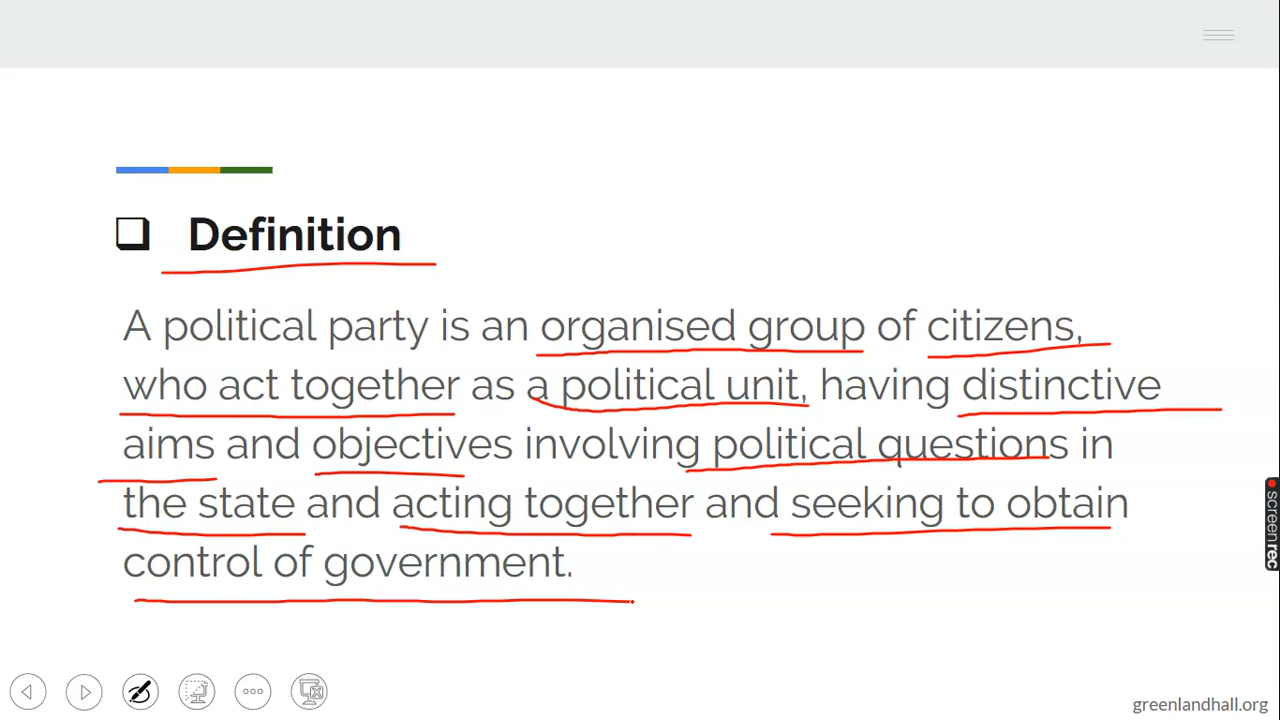 Definition
A political party is an organised group of citizens,
who act together as a political unit, having distinctive
aims and objectives involving political questions in
the state and acting together and seeking to obtain
control of government.
screenrec
greenlandhall.org